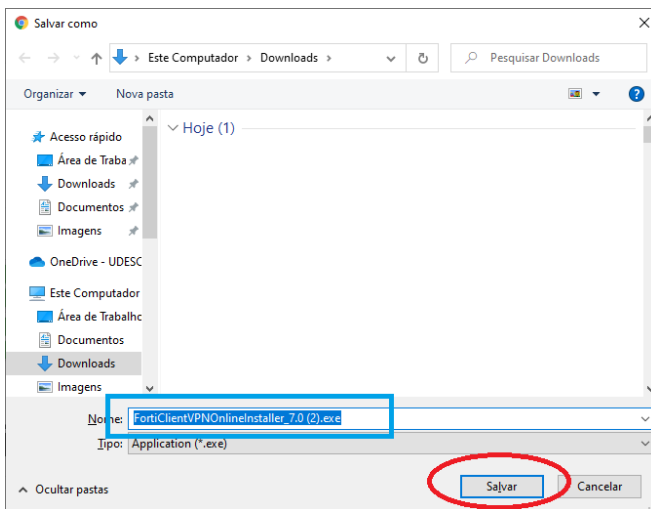 Salvar como
Este Computador > Downloads >
Pesquisar Downloads
Organizar
Nova pasta
Acesso rápido
Área de Traba
Downloads
Documentos
Imagens
OneDrive - UDESC
Este Computador
Área de Trabalho
Documentos
Downloads
Imagens
Hoje (1)
Nome: FortiClientVPNOnlineInstaller_7.0 (2).exe
Tipo: Application (*.exe)
Ocultar pastas
Salvar
Cancelar